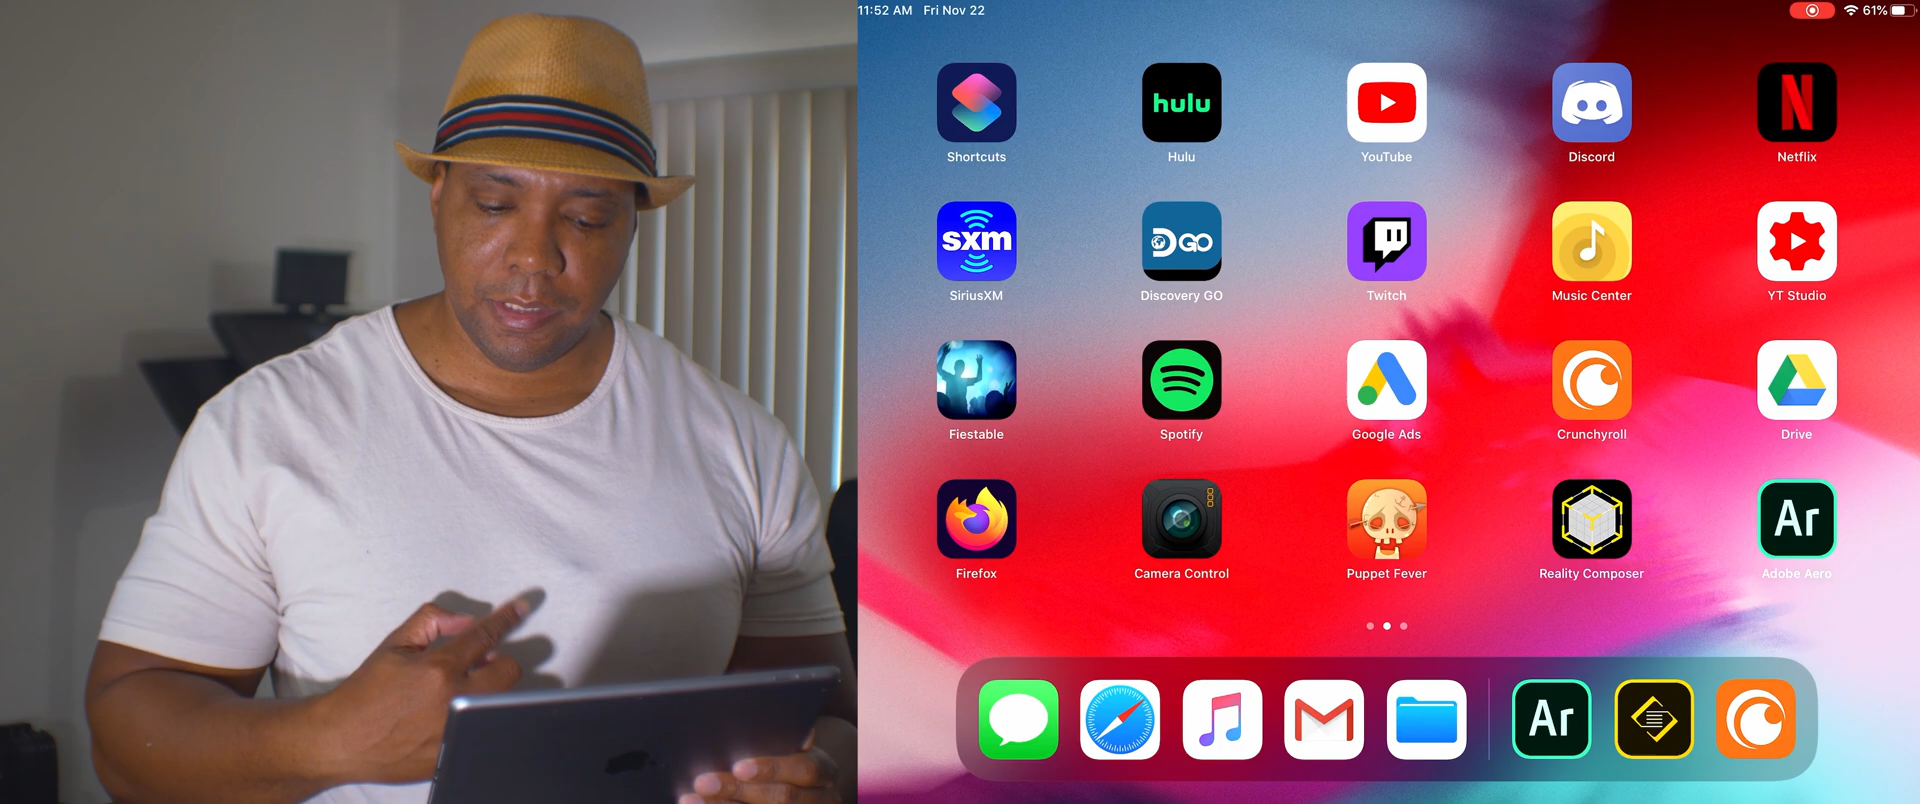 11:52 AM Fri Nov 22
61%
hulu
Shortcuts Hulu YouTube Discord Netflix
sxm
D GO
SiriusXM Discovery GO Twitch Music Center YT Studio
Fiestable Spotify Google Ads Crunchyroll Drive
Ar
Firefox Camera Control Puppet Fever Reality Composer Adobe Aero
Ar